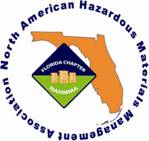 North American Hazardous Materials Management Association
FLORIDA CHAPTER
NAHMMA